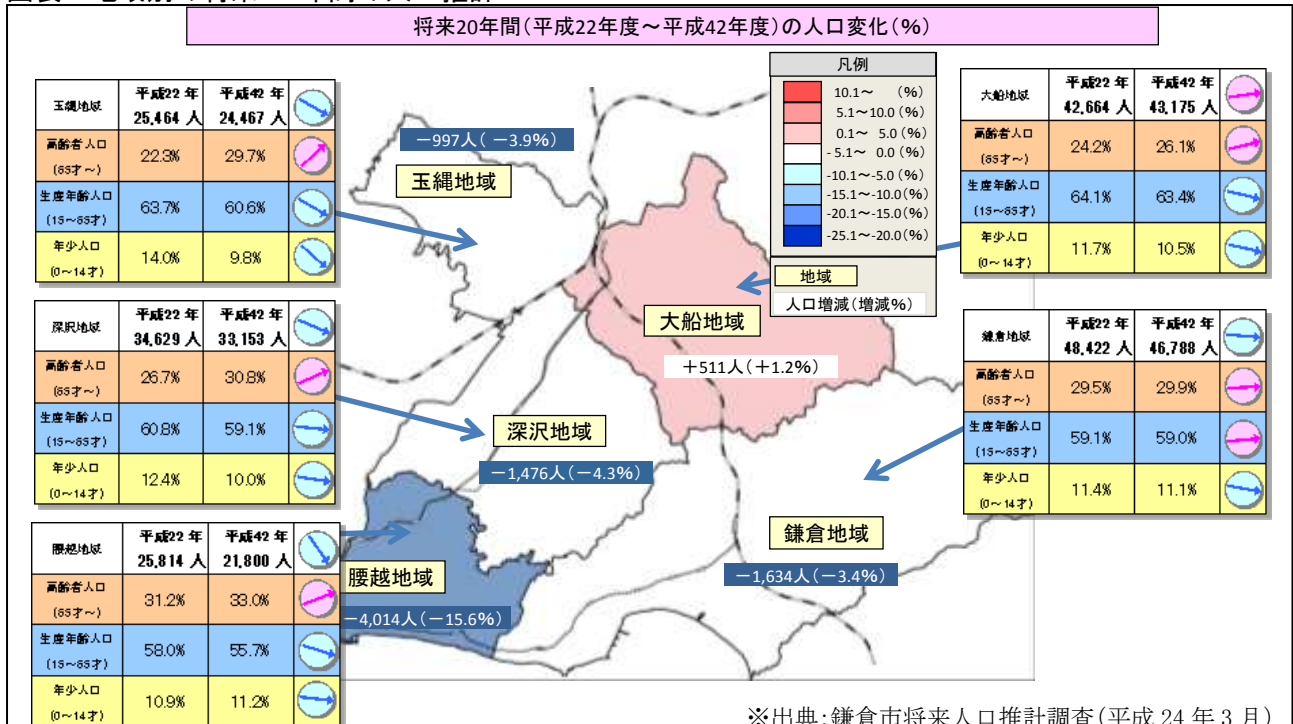 将来20年間(平成22年度～平成42年度)の人口変化(%)
玉縄地域 平成22年 平成42年
25,464 人 24,467 人
高齢者人口
(65才～) 22.3% 29.7%
生産年齢人口
(15～65才) 63.7% 60.6%
年少人口
(0～14才) 14.0% 9.8%
深沢地域 平成22年 平成42年
34,629 人 33,153 人
高齢者人口
(65才～) 26.7% 30.8%
生産年齢人口
(15～65才) 60.8% 59.1%
年少人口
(0～14才) 12.4% 10.0%
腰越地域 平成22年 平成42年
25,814 人 21,800 人
高齢者人口
(65才～) 31.2% 33.0%
生産年齢人口
(15～65才) 58.0% 55.7%
年少人口
(0～14才) 10.9% 11.2%
－997人(－3.9%)
玉縄地域
大船地域
＋511人(＋1.2%)
深沢地域
－1,476人(－4.3%)
鎌倉地域
－1,634人(－3.4%)
腰越地域
－4,014人(－15.6%)
凡例
10.1～ (%)
5.1～10.0(%)
0.1～ 5.0(%)
-5.1～ 0.0(%)
-10.1～-5.0(%)
-15.1～-10.0(%)
-20.1～-15.0(%)
-25.1～-20.0(%)
地域
人口増減(増減%)
大船地域 平成22年 平成42年
42,664 人 43,175 人
高齢者人口
(65才～) 24.2% 26.1%
生産年齢人口
(15～65才) 64.1% 63.4%
年少人口
(0～14才) 11.7% 10.5%
鎌倉地域 平成22年 平成42年
48,422 人 46,788 人
高齢者人口
(65才～) 29.5% 29.9%
生産年齢人口
(15～65才) 59.1% 59.0%
年少人口
(0～14才) 11.4% 11.1%
※出典：鎌倉市将来人口推計調査(平成24年3月)